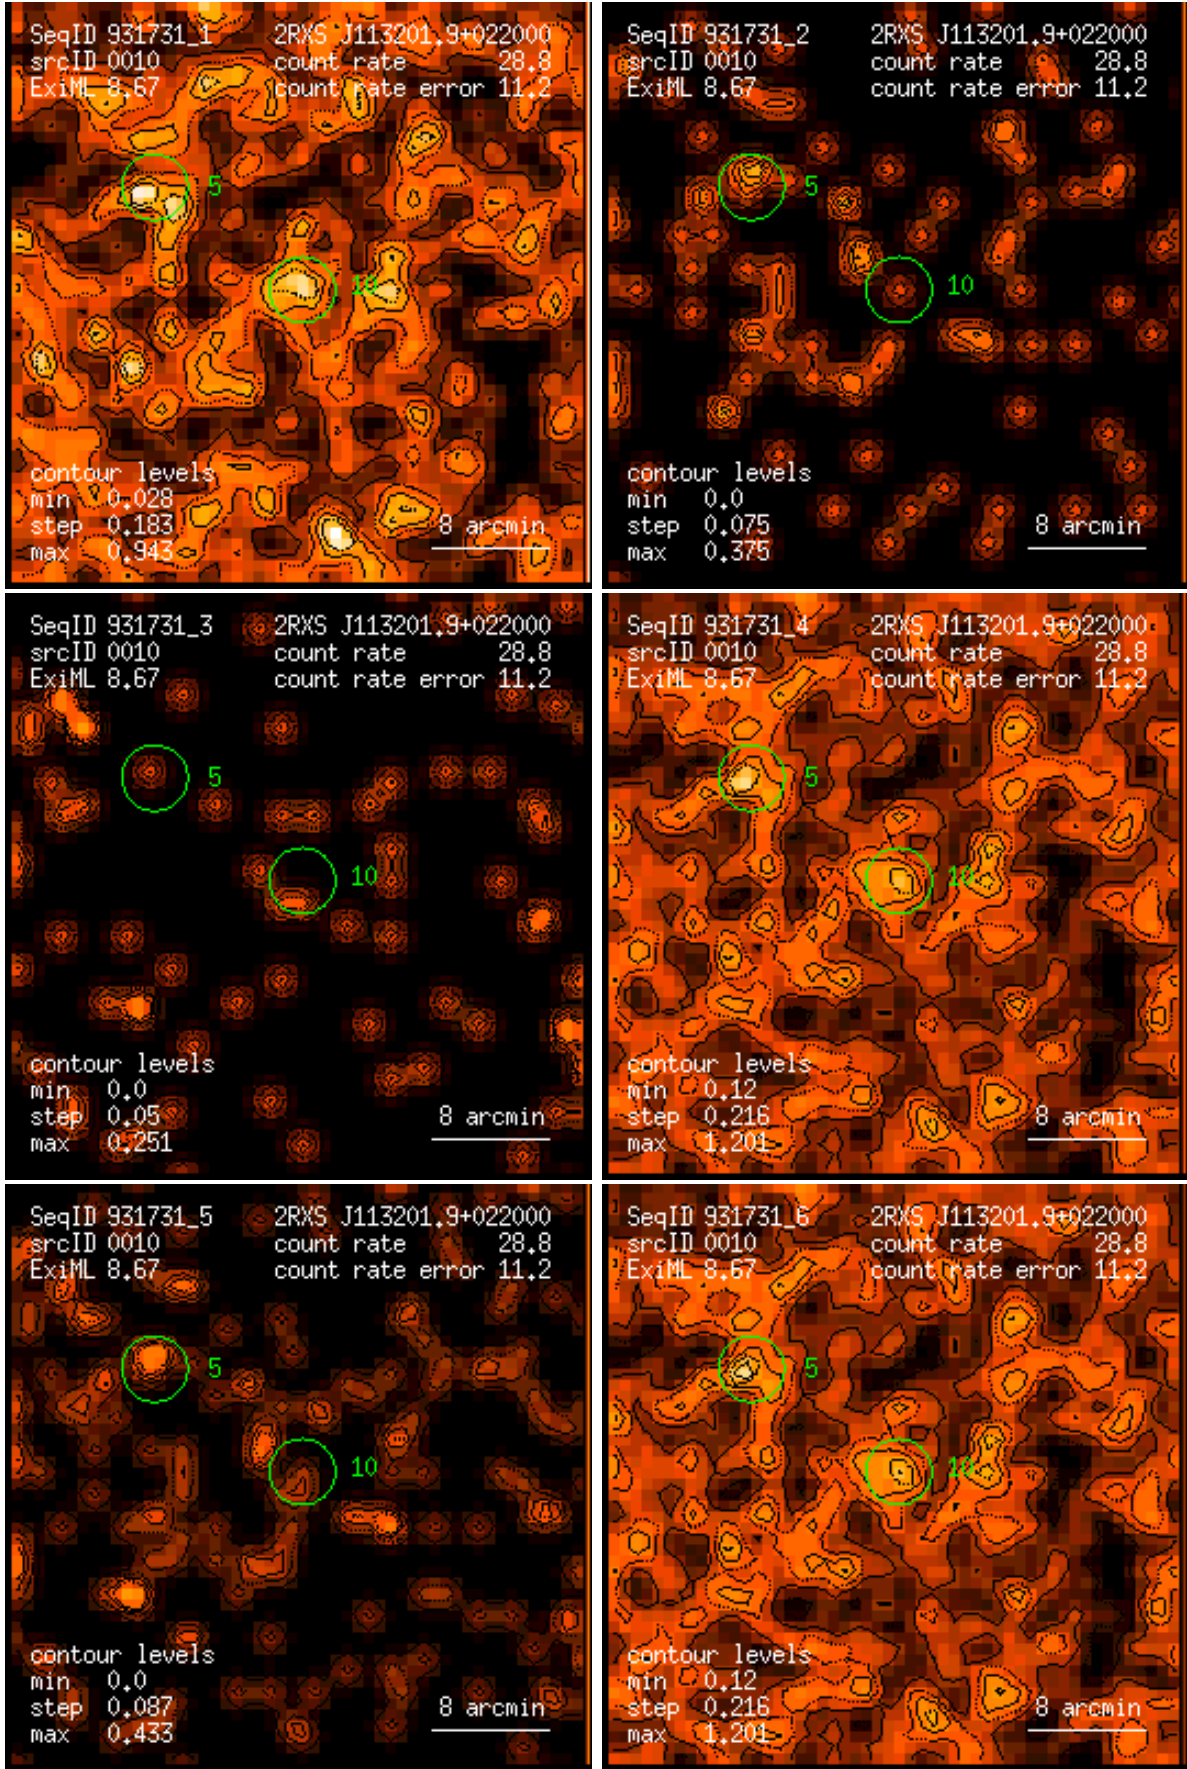 SeqID 931731_1 2RXS J113201.9+022000
srcID 0010 count rate 28.8
ExiML 8.67 count rate error 11.2
5
10
contour levels
min 0.028
step 0.183
max 0.943
8 arcmin
SeqID 931731_2 2RXS J113201.9+022000
srcID 0010 count rate 28.8
ExiML 8.67 count rate error 11.2
5
10
contour levels
min 0.0
step 0.075
max 0.375
8 arcmin
SeqID 931731_3 2RXS J113201.9+022000
srcID 0010 count rate 28.8
ExiML 8.67 count rate error 11.2
5
10
contour levels
min 0.0
step 0.05
max 0.251
8 arcmin
SeqID 931731_4 2RXS J113201.9+022000
srcID 0010 count rate 28.8
ExiML 8.67 count rate error 11.2
5
10
contour levels
min 0.12
step 0.216
max 1.201
8 arcmin
SeqID 931731_5 2RXS J113201.9+022000
srcID 0010 count rate 28.8
ExiML 8.67 count rate error 11.2
5
10
contour levels
min 0.0
step 0.087
max 0.433
8 arcmin
SeqID 931731_6 2RXS J113201.9+022000
srcID 0010 count rate 28.8
ExiML 8.67 count rate error 11.2
5
10
contour levels
min 0.12
step 0.216
max 1.201
8 arcmin